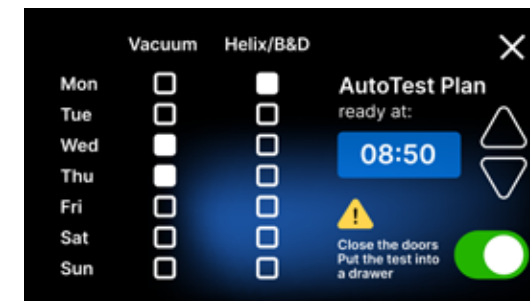 Vacuum Helix/B&D
Mon
AutoTest Plan
Tue
ready at:
Wed
08:50
Thu
Fri
Sat
Close the doors
Put the test into
Sun
a drawer